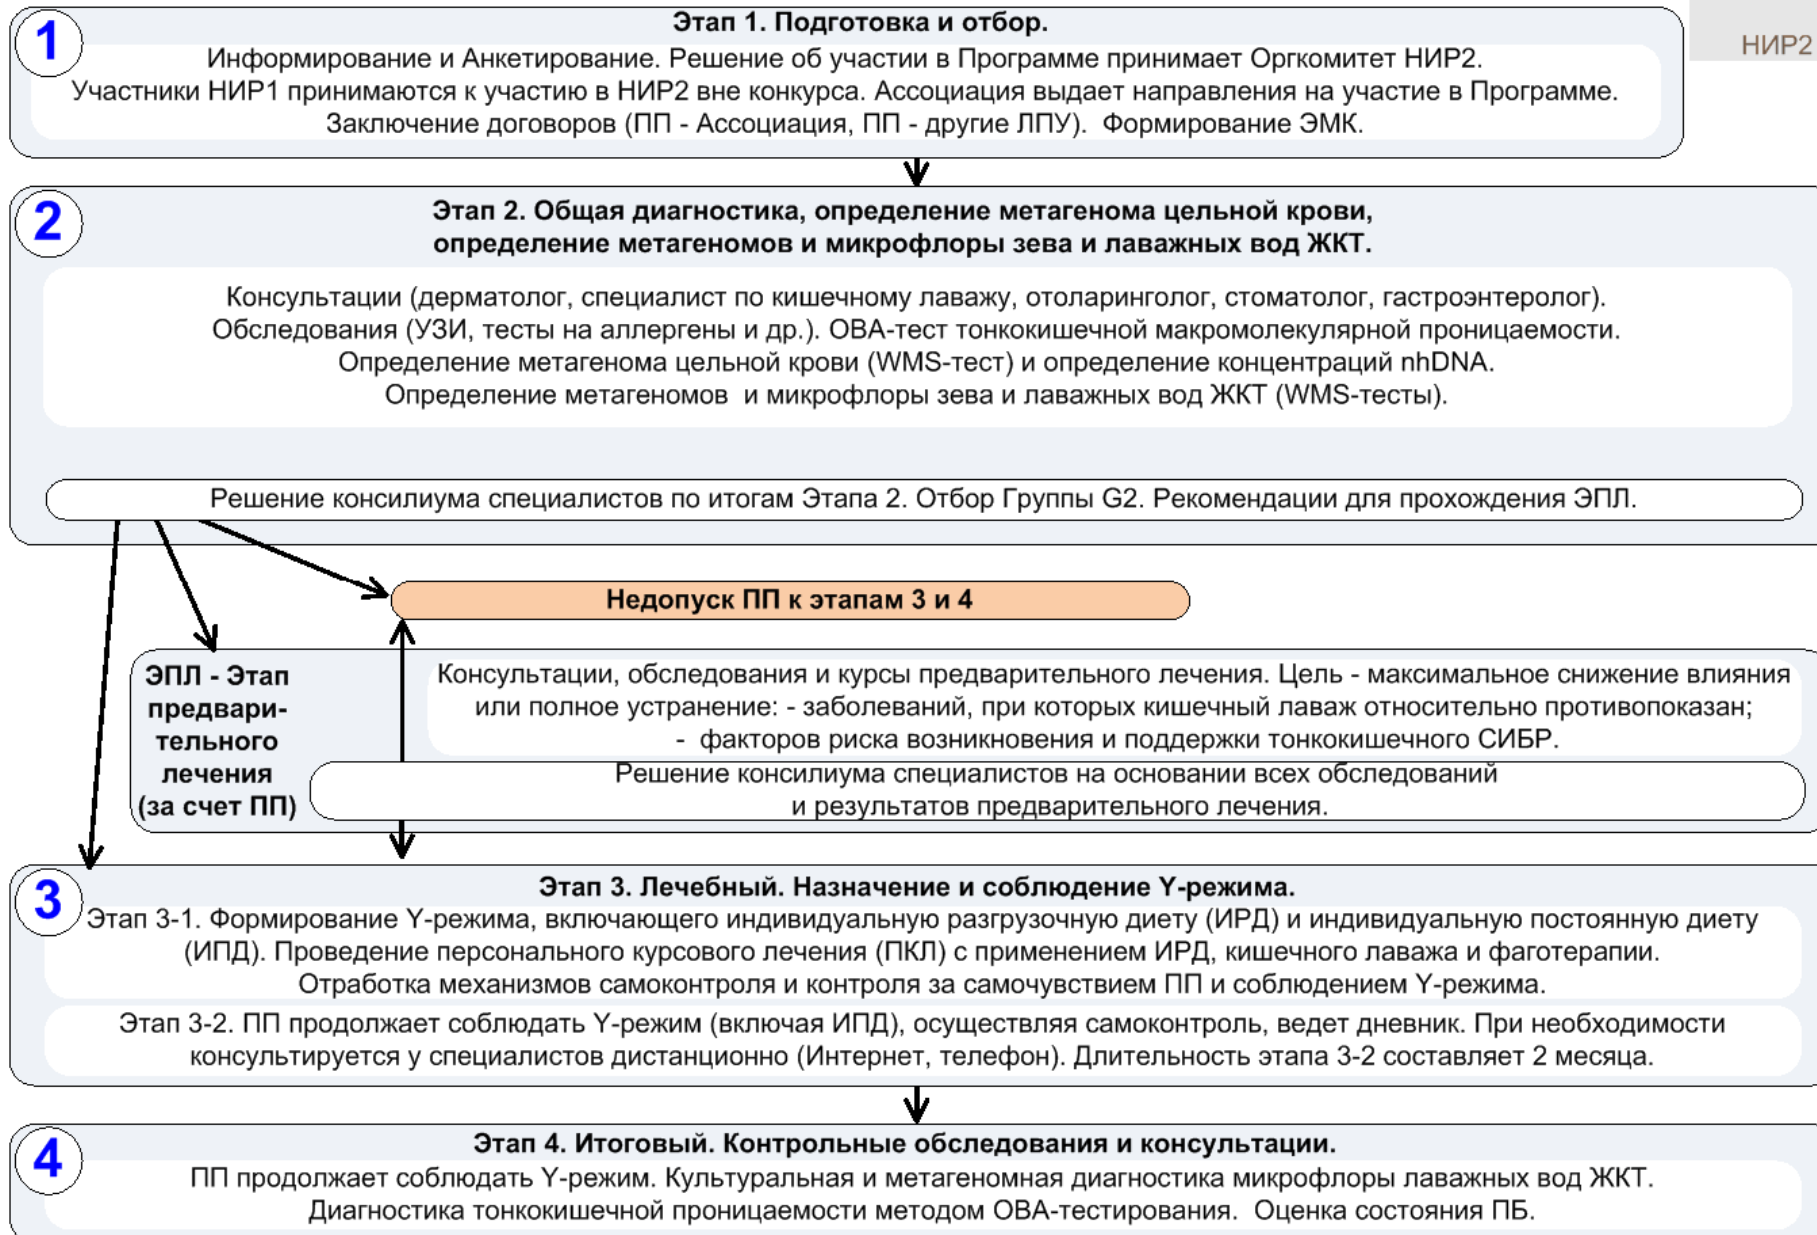 Этап 1. Подготовка и отбор.
1
НИР2
Информирование и Анкетирование. Решение об участии в Программе принимает Оргкомитет НИР2.
Участники НИР1 принимаются к участию в НИР2 вне конкурса. Ассоциация выдает направления на участие в Программе.
Заключение договоров (ПП - Ассоциация, ПП - другие ЛПУ). Формирование ЭМК.
2
Этап 2. Общая диагностика, определение метагенома цельной крови,
определение метагеномов и микрофлоры зева и лаважных вод ЖКТ.
Консультации (дерматолог, специалист по кишечному лаважу, отоларинголог, стоматолог, гастроэнтеролог).
Обследования (УЗИ, тесты на аллергены и др.). ОВА-тест тонкокишечной макромолекулярной проницаемости.
Определение метагенома цельной крови (WMS-тест) и определение концентраций nhDNA.
Определение метагеномов и микрофлоры зева и лаважных вод ЖКТ (WMS-тесты).
Решение консилиума специалистов по итогам Этапа 2. Отбор Группы G2. Рекомендации для прохождения ЭПЛ.
Недопуск ПП к этапам 3 и 4
ЭПЛ - Этап
предвари-
тельного
лечения
(за счет ПП)
Консультации, обследования и курсы предварительного лечения. Цель - максимальное снижение влияния
или полное устранение: - заболеваний, при которых кишечный лаваж относительно противопоказан;
- факторов риска возникновения и поддержки тонкокишечного СИБР.
Решение консилиума специалистов на основании всех обследований
и результатов предварительного лечения.
3
Этап 3. Лечебный. Назначение и соблюдение Y-режима.
Этап 3-1. Формирование Y-режима, включающего индивидуальную разгрузочную диету (ИРД) и индивидуальную постоянную диету
(ИПД). Проведение персонального курсового лечения (ПКЛ) с применением ИРД, кишечного лаважа и фаготерапии.
Отработка механизмов самоконтроля и контроля за самочувствием ПП и соблюдением Y-режима.
Этап 3-2. ПП продолжает соблюдать Y-режим (включая ИПД), осуществляя самоконтроль, ведет дневник. При необходимости
консультируется у специалистов дистанционно (Интернет, телефон). Длительность этапа 3-2 составляет 2 месяца.
4
Этап 4. Итоговый. Контрольные обследования и консультации.
ПП продолжает соблюдать Y-режим. Культуральная и метагеномная диагностика микрофлоры лаважных вод ЖКТ.
Диагностика тонкокишечной проницаемости методом ОВА-тестирования. Оценка состояния ПБ.